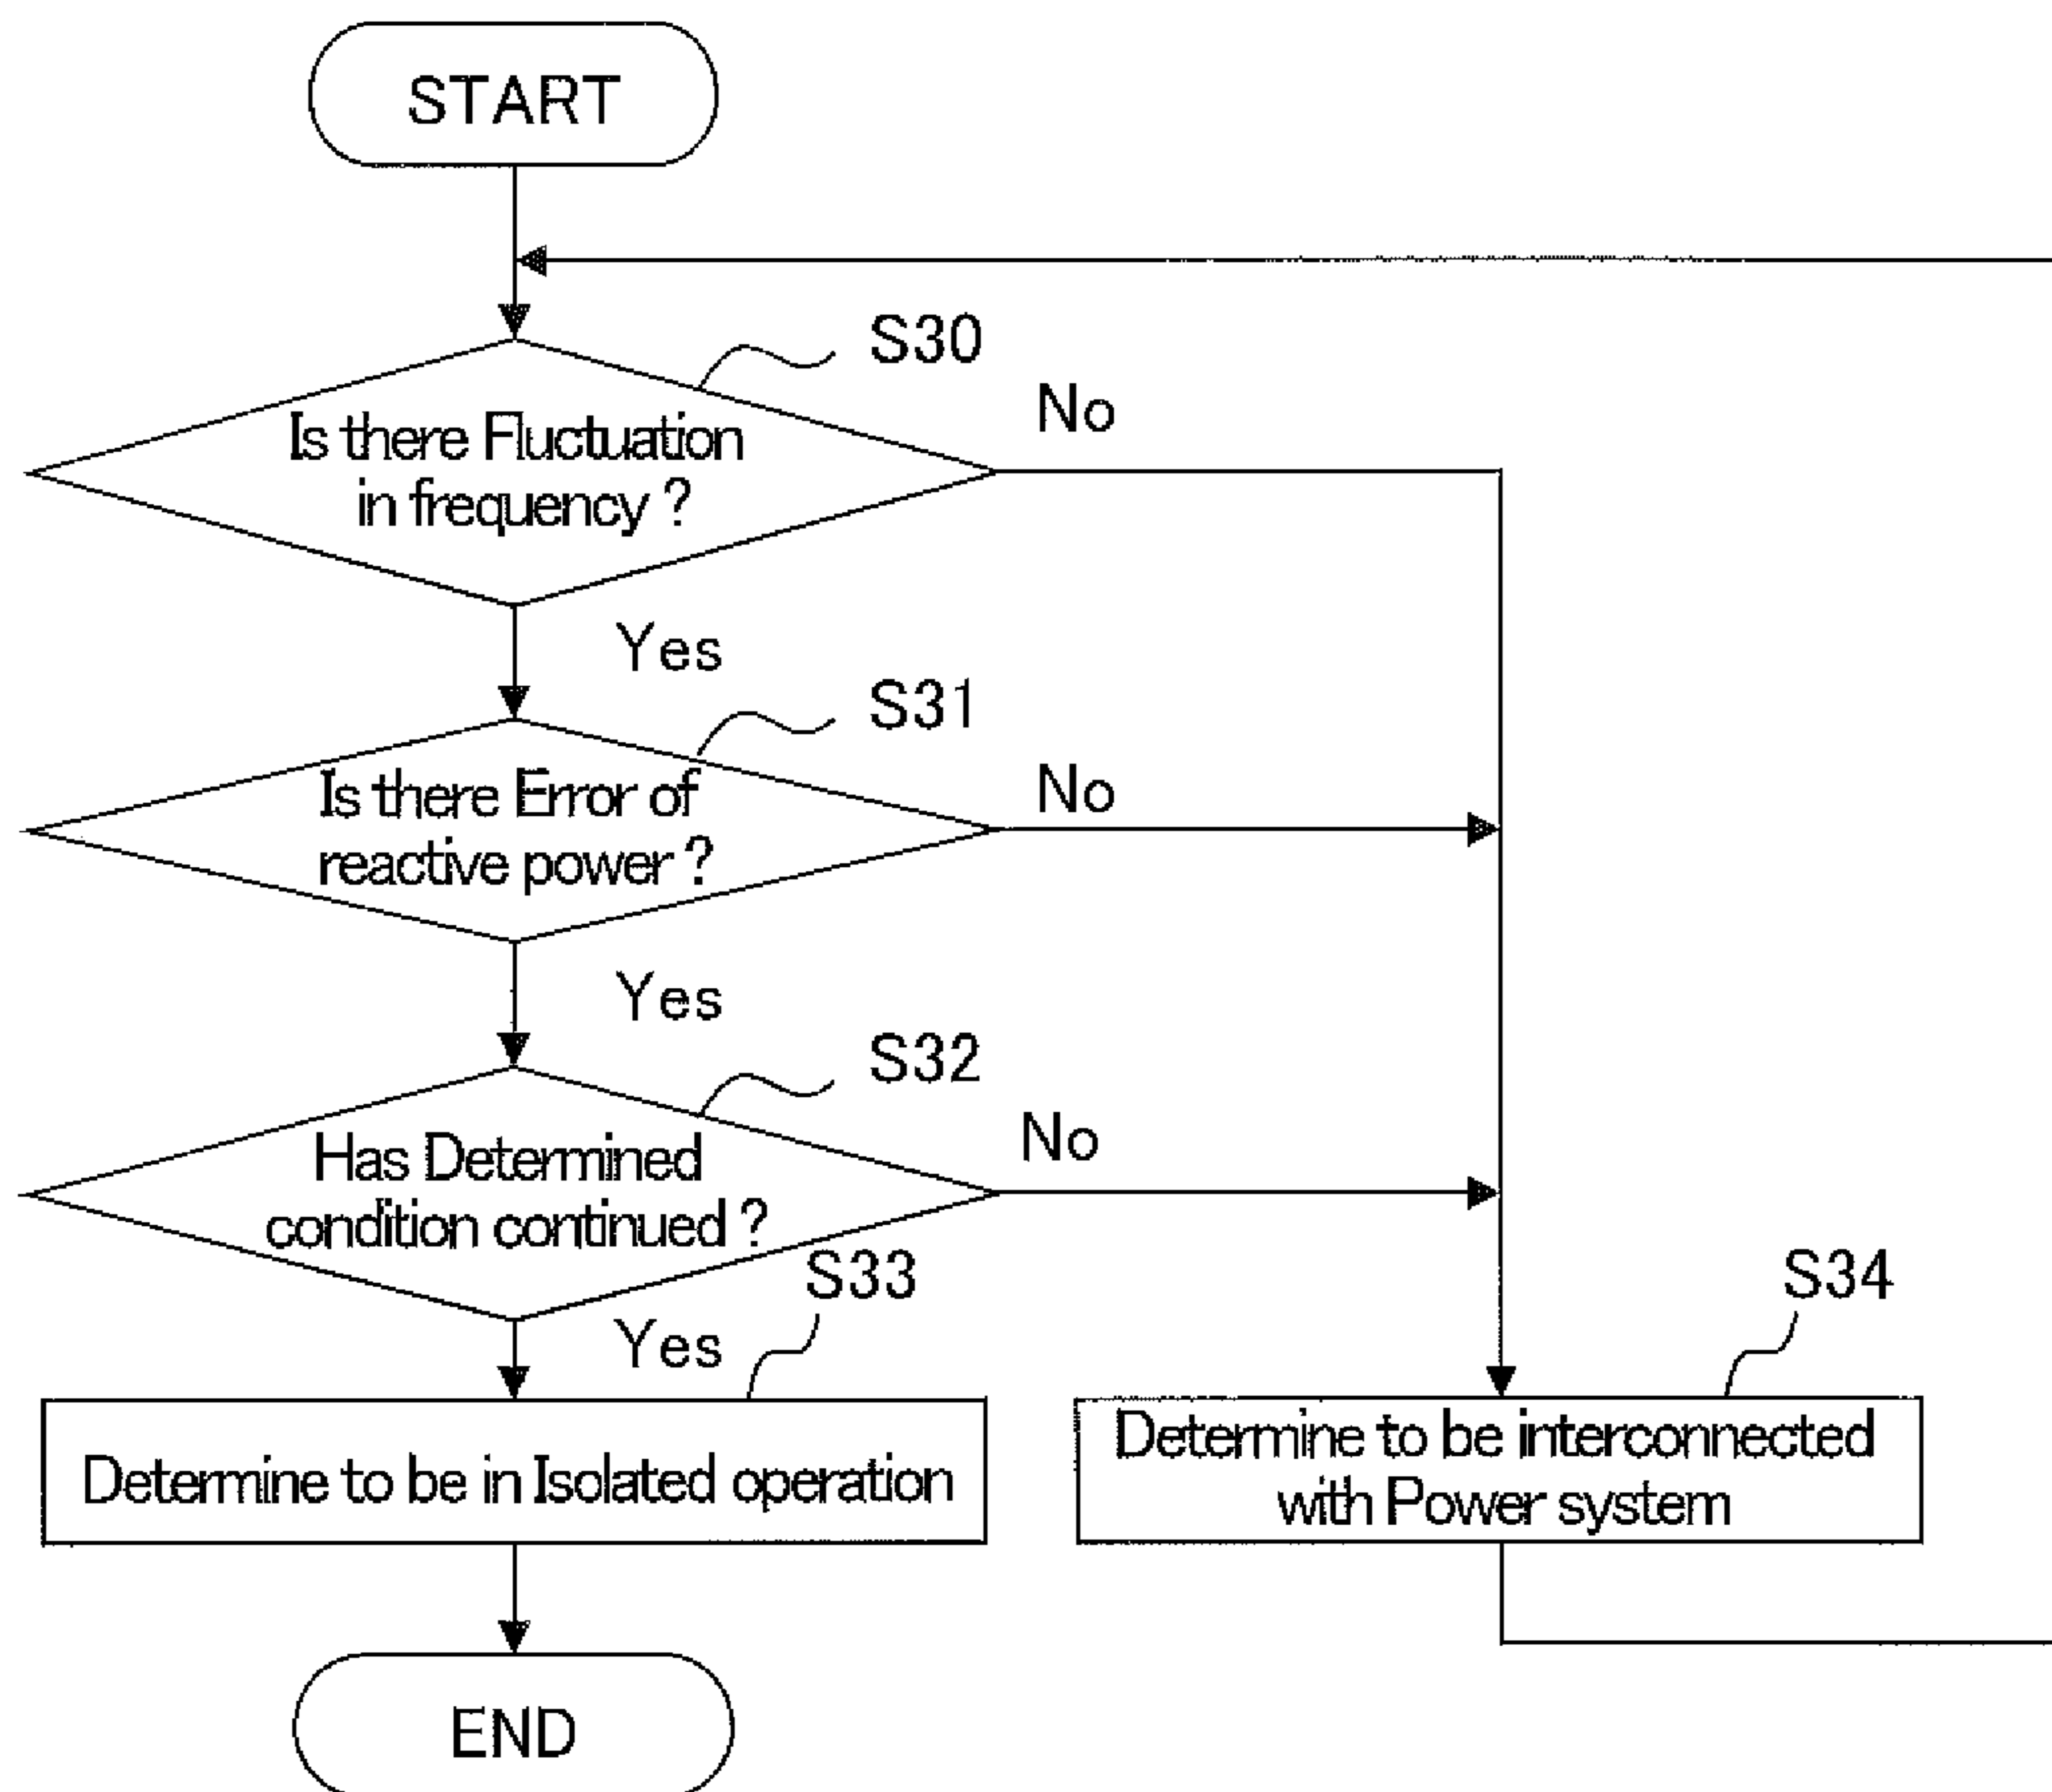 START
S30
No
Is there Fluctuation
in frequency ?
Yes
S31
No
Is there Error of
reactive power ?
Yes
S32
No
Has Determined
condition continued ?
S33
Yes
S34
Determine to be in Isolated operation
Determine to be interconnected
with Power system
END